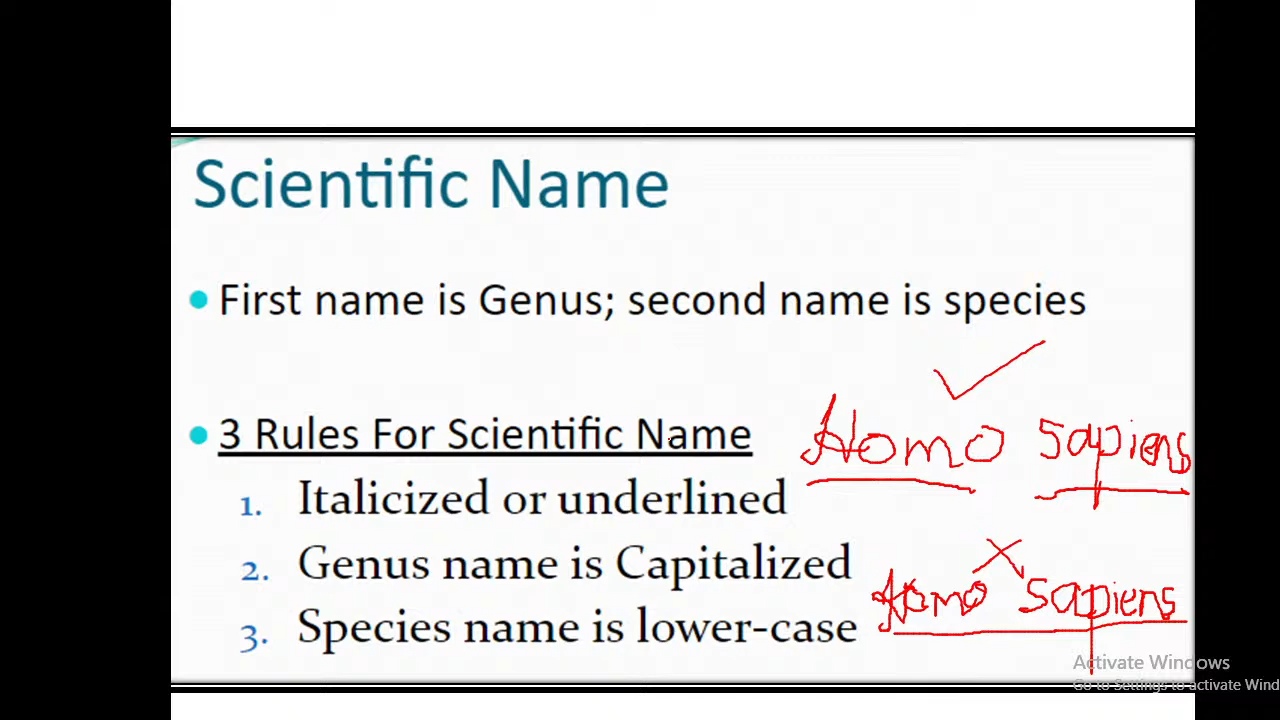 Scientific Name
First name is Genus; second name is species
3 Rules For Scientific Name
Homo sapiens
1. Italicized or underlined
2. Genus name is Capitalized
Homo sapiens
3. Species name is lower-case
Activate Windows
Go to Settings to activate Wind